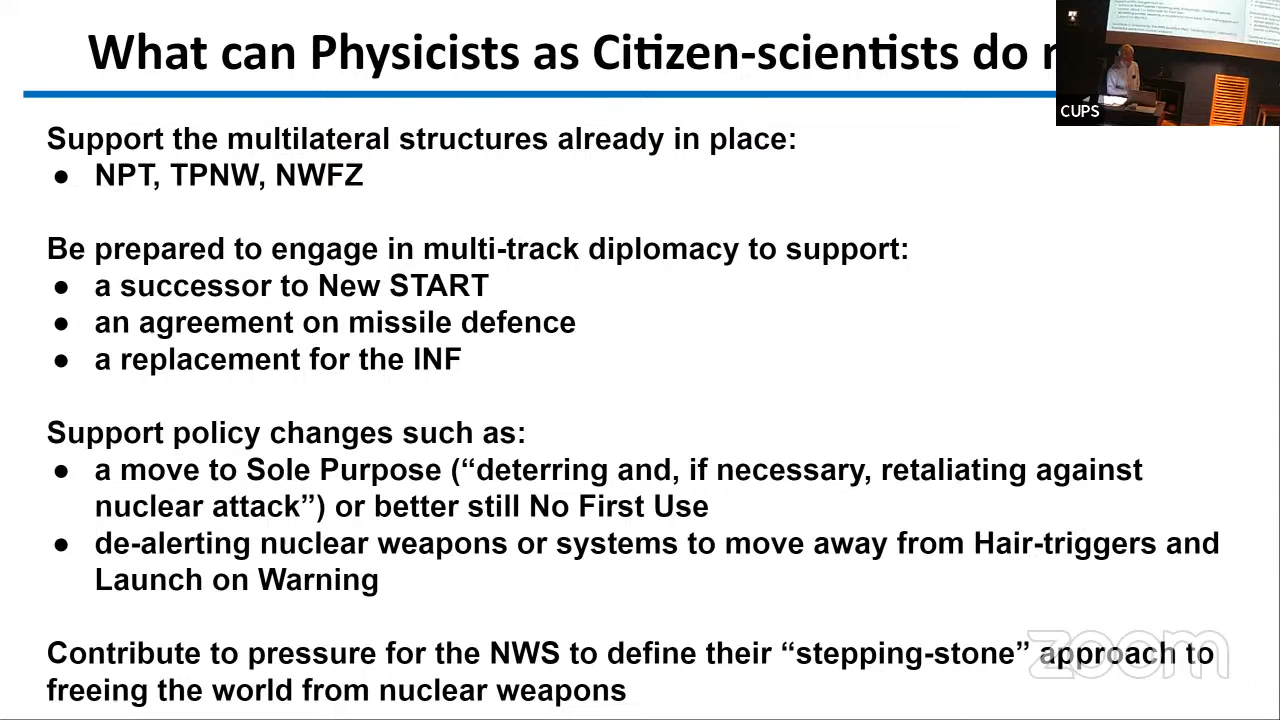 What can Physicists as Citizen-scientists do
CUPS
Support the multilateral structures already in place:
● NPT, TPNW, NWFZ
Be prepared to engage in multi-track diplomacy to support:
● a successor to New START
● an agreement on missile defence
● a replacement for the INF
Support policy changes such as:
● a move to Sole Purpose (“deterring and, if necessary, retaliating against
nuclear attack”) or better still No First Use
● de-alerting nuclear weapons or systems to move away from Hair-triggers and
Launch on Warning
Contribute to pressure for the NWS to define their “stepping-stone” approach to
freeing the world from nuclear weapons
zoom